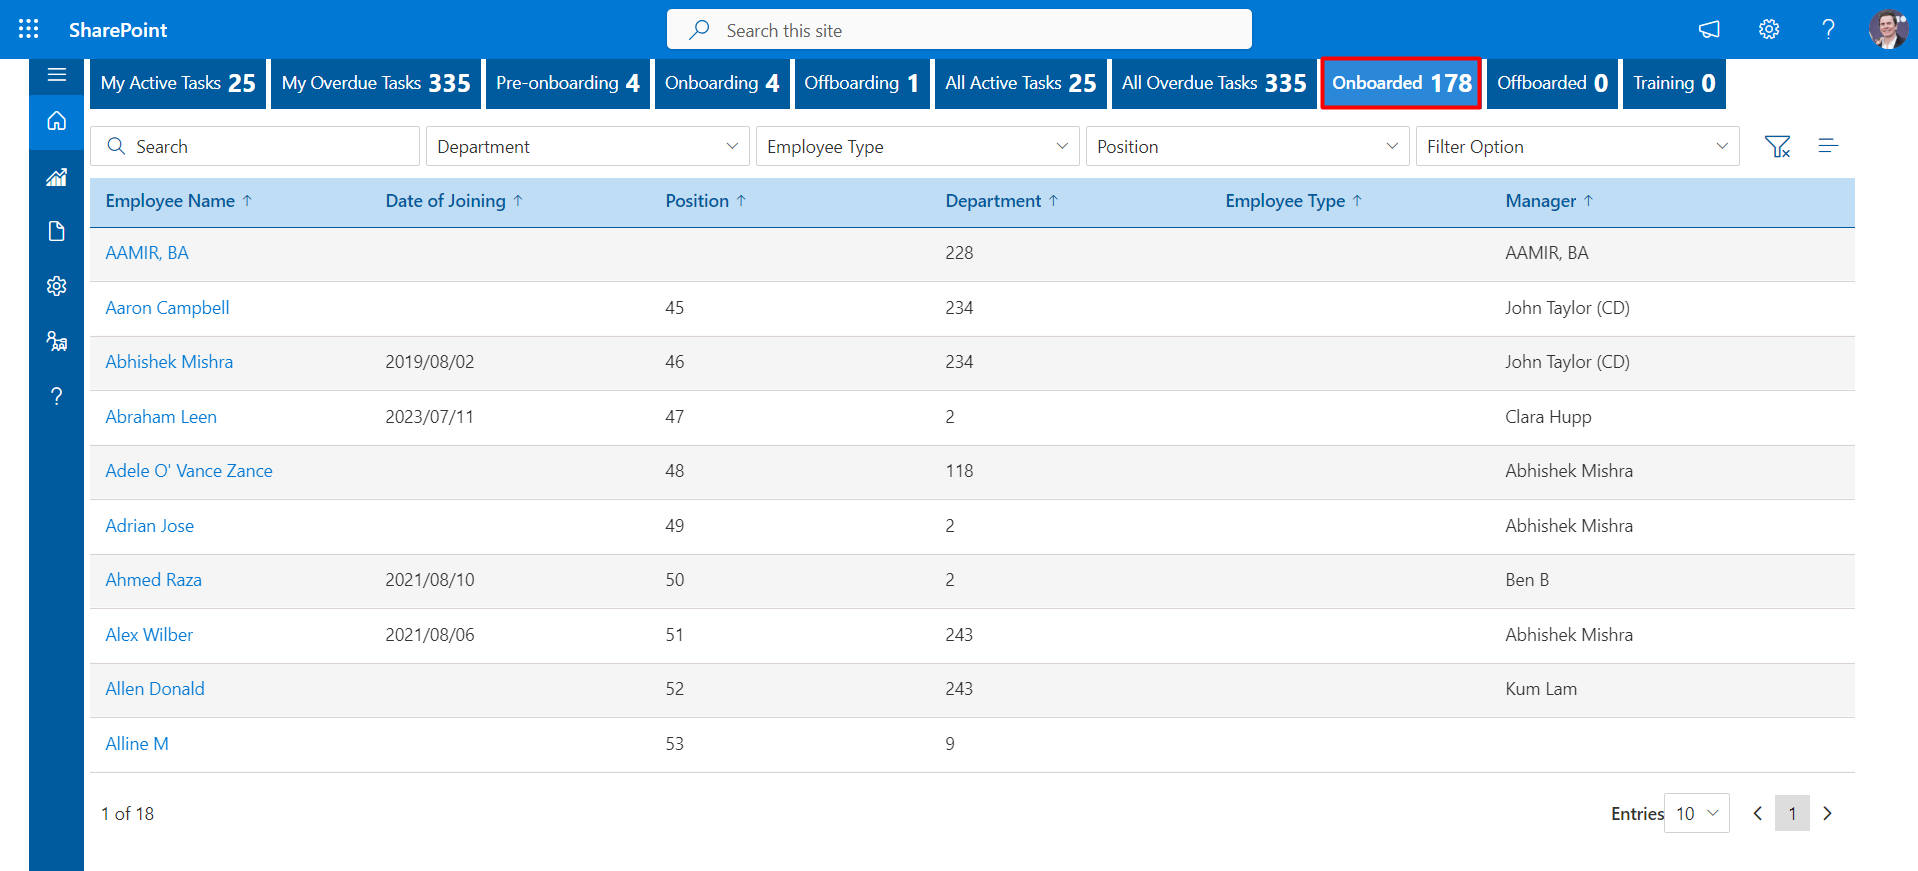 SharePoint
Search this site
My Active Tasks 25 My Overdue Tasks 335 Pre-onboarding 4 Onboarding 4 Offboarding 1 All Active Tasks 25 All Overdue Tasks 335 Onboarded 178 Offboarded 0 Training 0
Search Department Employee Type Position Filter Option
Employee Name ↑ Date of Joining ↑ Position ↑ Department ↑ Employee Type ↑ Manager ↑
AAMIR, BA 228 AAMIR, BA
Aaron Campbell 45 234 John Taylor (CD)
Abhishek Mishra 2019/08/02 46 234 John Taylor (CD)
Abraham Leen 2023/07/11 47 2 Clara Hupp
Adele O' Vance Zance 48 118 Abhishek Mishra
Adrian Jose 49 2 Abhishek Mishra
Ahmed Raza 2021/08/10 50 2 Ben B
Alex Wilber 2021/08/06 51 243 Abhishek Mishra
Allen Donald 52 243 Kum Lam
Alline M 53 9
1 of 18 Entries 10 1